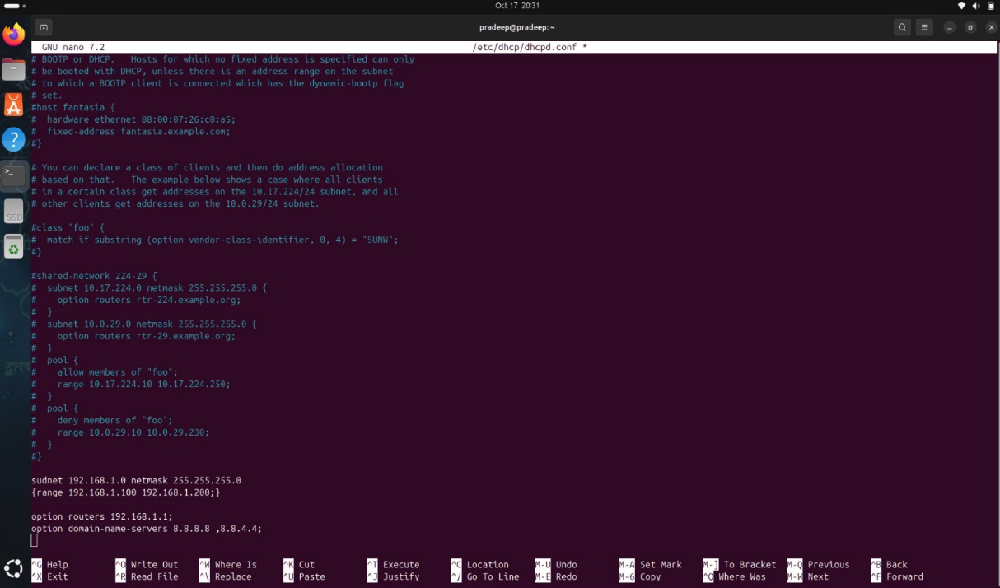 Oct 17 20:31
pradeep@pradeep: ~
GNU nano 7.2 /etc/dhcp/dhcpd.conf *
# BOOTP or DHCP.   Hosts for which no fixed address is specified can only
# be booted with DHCP, unless there is an address range on the subnet
# to which a BOOTP client is connected which has the dynamic-bootp flag
# set.
#host fantasia {
#  hardware ethernet 08:00:07:26:c0:a5;
#  fixed-address fantasia.example.com;
#}
# You can declare a class of clients and then do address allocation
# based on that.   The example below shows a case where all clients
# in a certain class get addresses on the 10.17.224/24 subnet, and all
# other clients get addresses on the 10.0.29/24 subnet.
#class "foo" {
#  match if substring (option vendor-class-identifier, 0, 4) = "SUNW";
#}
#shared-network 224-29 {
#  subnet 10.17.224.0 netmask 255.255.255.0 {
#    option routers rtr-224.example.org;
#  }
#  subnet 10.0.29.0 netmask 255.255.255.0 {
#    option routers rtr-29.example.org;
#  }
#  pool {
#    allow members of "foo";
#    range 10.17.224.10 10.17.224.250;
#  }
#  pool {
#    deny members of "foo";
#    range 10.0.29.10 10.0.29.230;
#  }
#}
sudnet 192.168.1.0 netmask 255.255.255.0
{range 192.168.1.100 192.168.1.200;}
option routers 192.168.1.1;
option domain-name-servers 8.8.8.8 ,8.8.4.4;
SSD
^G Help ^O Write Out ^W Where Is ^K Cut ^T Execute ^C Location M-U Undo M-A Set Mark M-] To Bracket M-Q Previous ^B Back
^X Exit ^R Read File ^\ Replace ^U Paste ^J Justify ^/ Go To Line M-E Redo M-6 Copy ^Q Where Was M-W Next ^F Forward